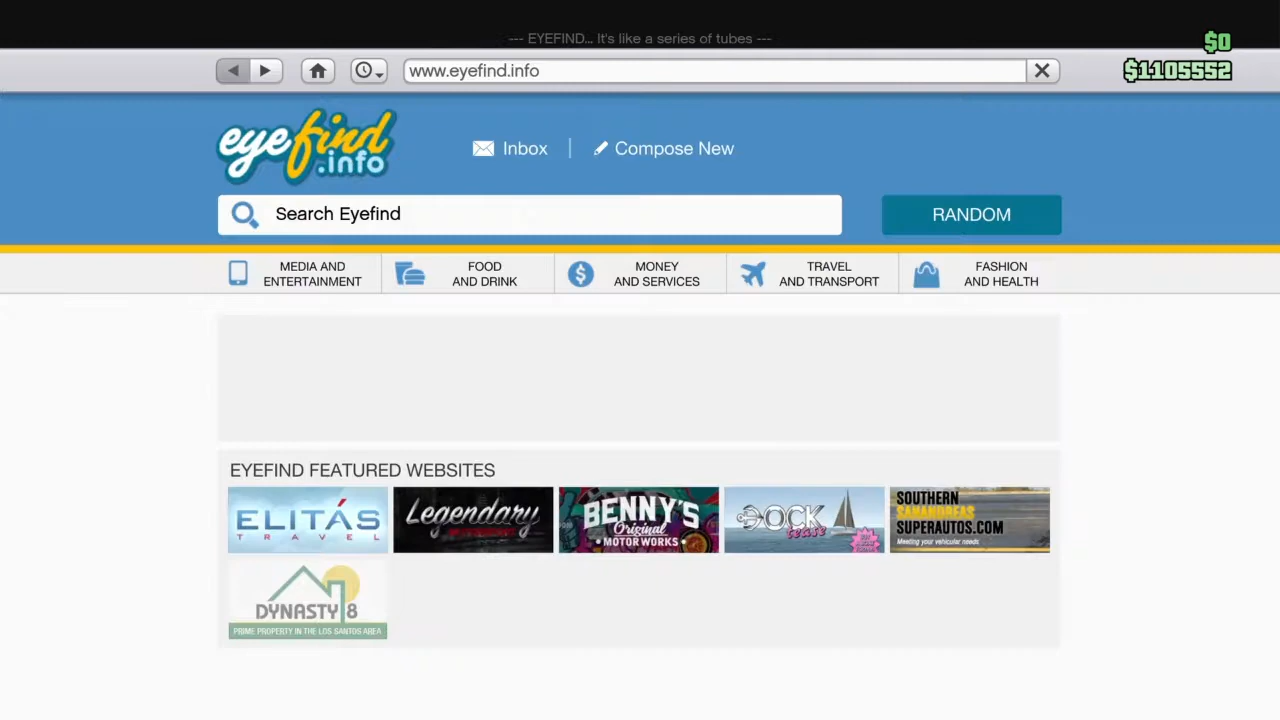 --- EYEFIND... It's like a series of tubes ---
$0
www.eyefind.info
$1105552
eyefind
.info
Inbox | Compose New
Search Eyefind
RANDOM
MEDIA AND
ENTERTAINMENT
FOOD
AND DRINK
MONEY
AND SERVICES
TRAVEL
AND TRANSPORT
FASHION
AND HEALTH
EYEFIND FEATURED WEBSITES
ELITÁS
TRAVEL
Legendary
BENNY'S
Original
MOTORWORKS
DOCK
tease
SOUTHERN
SAN ANDREAS
SUPERAUTOS.COM
Meeting your vehicular needs
DYNASTY 8
PRIME PROPERTY IN THE LOS SANTOS AREA